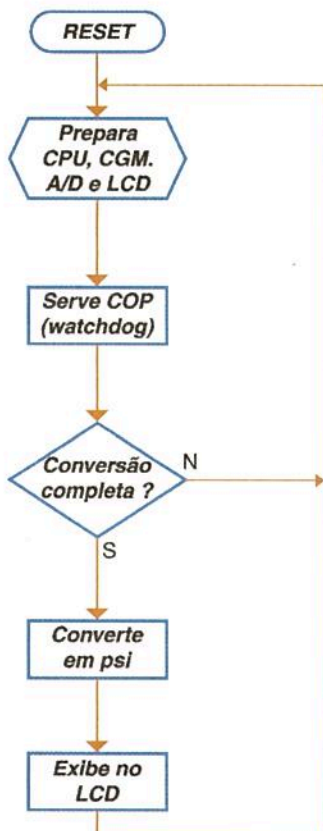 RESET
Prepara
CPU, CGM.
A/D e LCD
Serve COP
(watchdog)
Conversão
completa ?
N
S
Converte
em psi
Exibe no
LCD